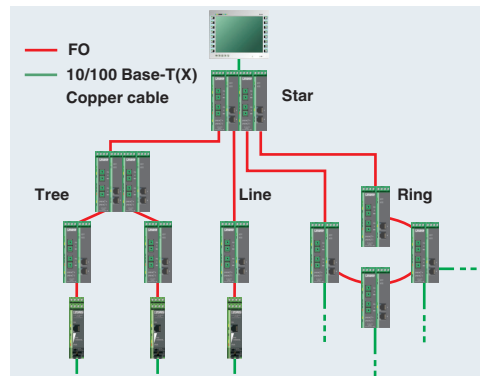 FO
10/100 Base-T(X)
Copper cable
Star
Tree
Line
Ring